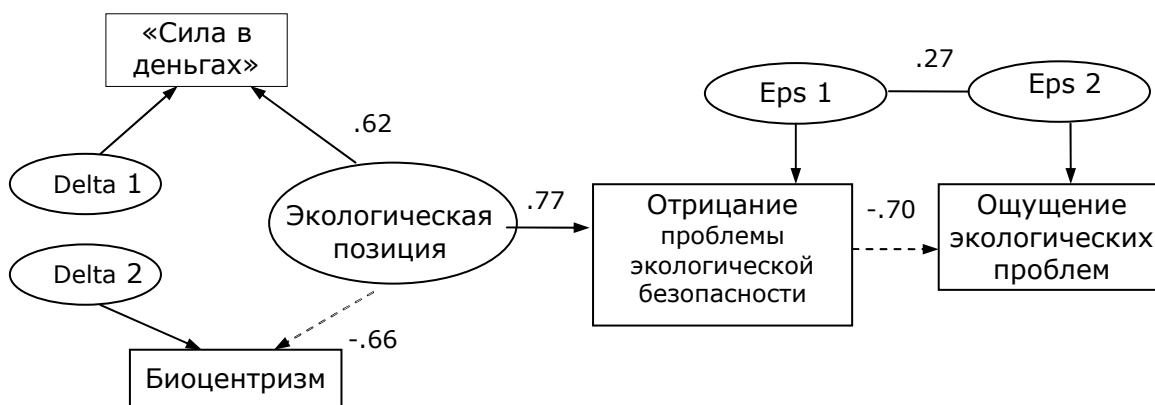 «Сила в
деньгах»
.62
Delta 1
Экологическая
позиция
.77
Delta 2
-.66
Биоцентризм
Eps 1
.27
Eps 2
Отрицание
проблемы
экологической
безопасности
-.70
Ощущение
экологических
проблем